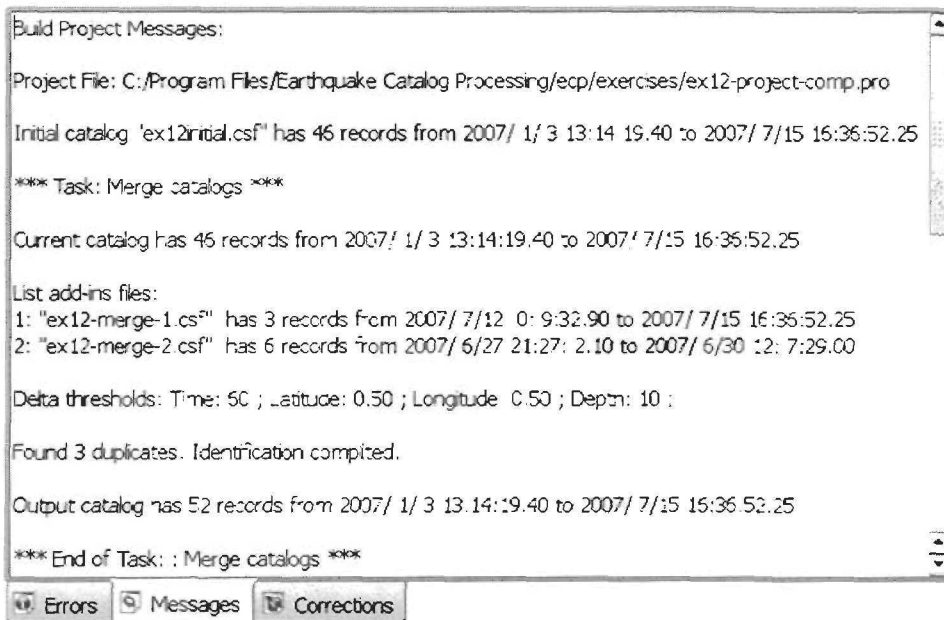 Build Project Messages:
Project File: C:/Program Files/Earthquake Catalog Processing/ecp/exercises/ex12-project-comp.pro
Initial catalog "ex12initial.csf" has 46 records from 2007/ 1/ 3 13:14:19.40 to 2007/ 7/15 16:36:52.25
*** Task: Merge catalogs ***
Current catalog has 46 records from 2007/ 1/ 3 13:14:19.40 to 2007/ 7/15 16:36:52.25
List add-ins files:
1: "ex12-merge-1.csf" has 3 records from 2007/ 7/12 0: 9:32.90 to 2007/ 7/15 16:36:52.25
2: "ex12-merge-2.csf" has 6 records from 2007/ 6/27 21:27: 2.10 to 2007/ 6/30 12: 7:29.00
Delta thresholds: Time: 60 ; Latitude: 0.50 ; Longitude: 0.50 ; Depth: 10 ;
Found 3 duplicates. Identification complited.
Output catalog has 52 records from 2007/ 1/ 3 13:14:19.40 to 2007/ 7/15 16:36:52.25
*** End of Task: : Merge catalogs ***
Errors Messages Corrections